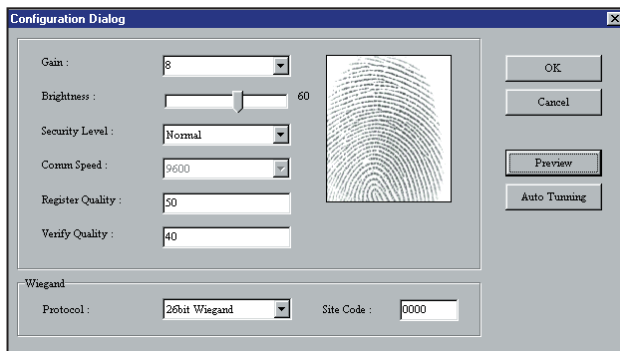 Configuration Dialog
Gain : 8
Brightness : 60
Security Level : Normal
Comm Speed : 9600
Register Quality : 50
Verify Quality : 40
OK
Cancel
Preview
Auto Tunning
Wiegand
Protocol : 26bit Wiegand Site Code : 0000